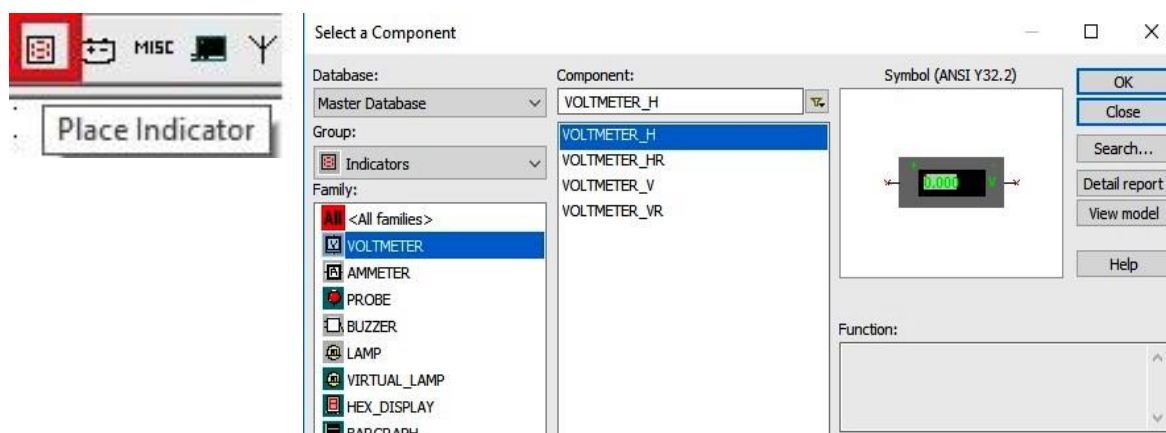 MISC
Place Indicator
Select a Component
Database:
Master Database
Group:
Indicators
Family:
All <All families>
V VOLTMETER
A AMMETER
PROBE
BUZZER
LAMP
VIRTUAL_LAMP
HEX_DISPLAY
BARGRAPH
Component:
VOLTMETER_H
VOLTMETER_H
VOLTMETER_HR
VOLTMETER_V
VOLTMETER_VR
Symbol (ANSI Y32.2)
0.000 V
Function:
OK
Close
Search...
Detail report
View model
Help